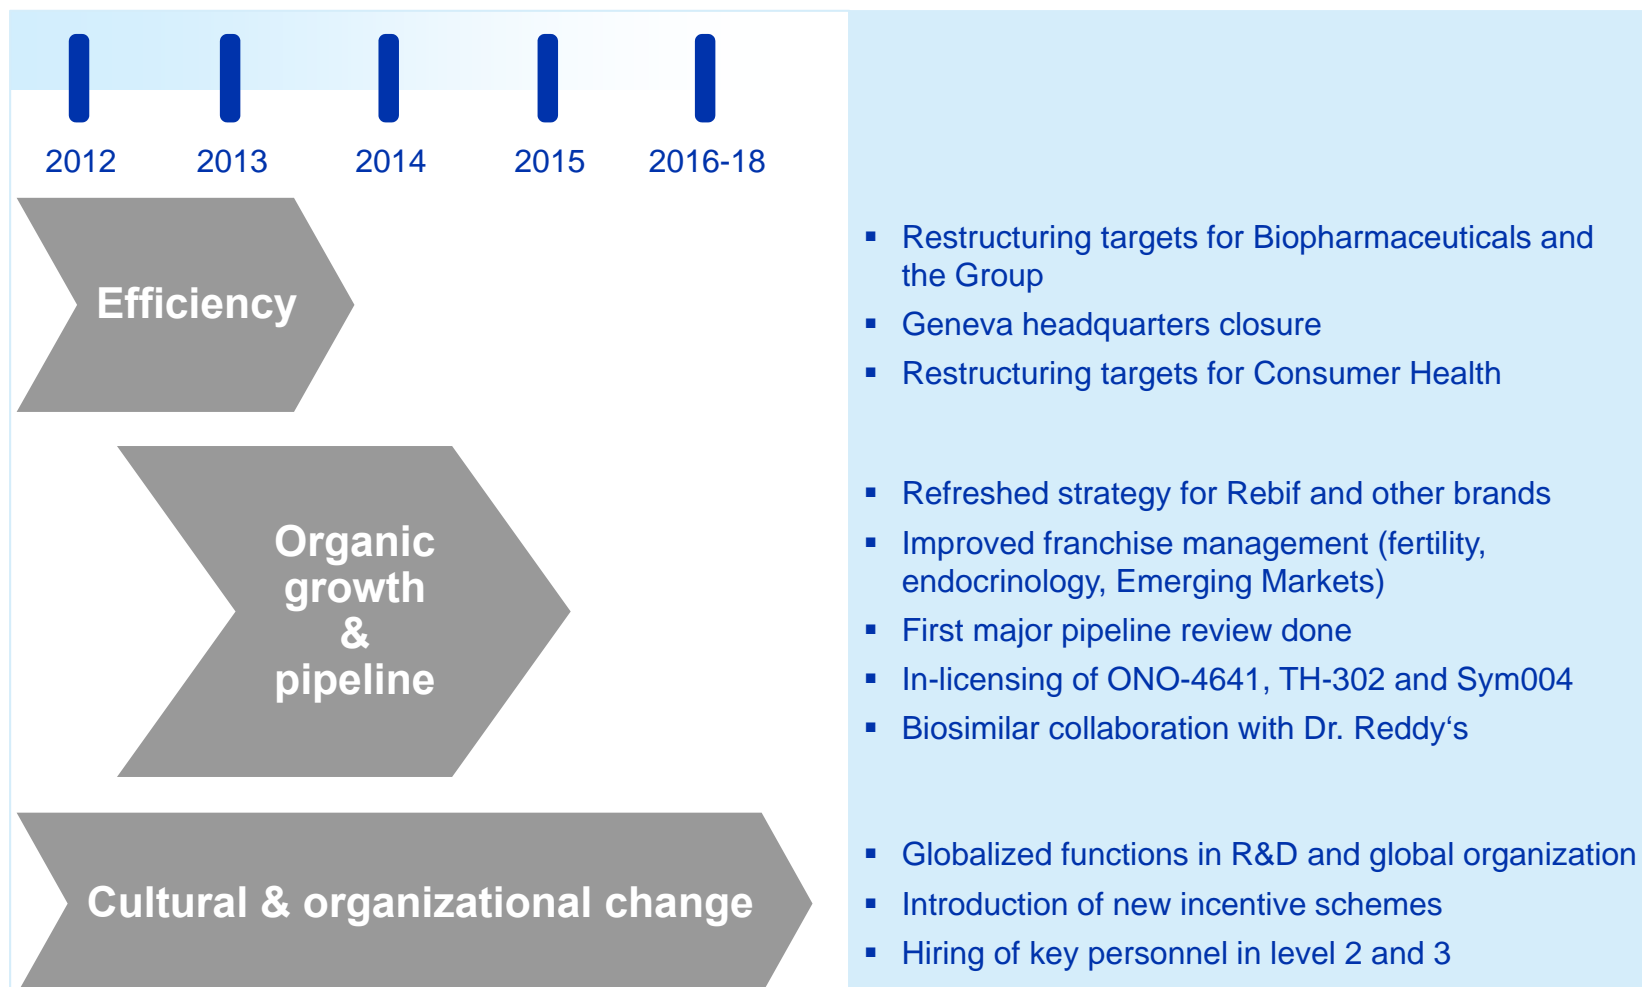 2012 2013 2014 2015 2016-18
Efficiency
▪ Restructuring targets for Biopharmaceuticals and
the Group
▪ Geneva headquarters closure
▪ Restructuring targets for Consumer Health
Organic
growth
&
pipeline
▪ Refreshed strategy for Rebif and other brands
▪ Improved franchise management (fertility,
endocrinology, Emerging Markets)
▪ First major pipeline review done
▪ In-licensing of ONO-4641, TH-302 and Sym004
▪ Biosimilar collaboration with Dr. Reddy‘s
Cultural & organizational change
▪ Globalized functions in R&D and global organization
▪ Introduction of new incentive schemes
▪ Hiring of key personnel in level 2 and 3